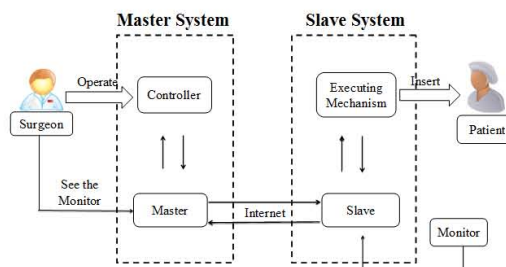 Master System
Slave System
Operate
Insert
Surgeon
Controller
Executing
Mechanism
Patient
See the
Monitor
Master
Internet
Slave
Monitor